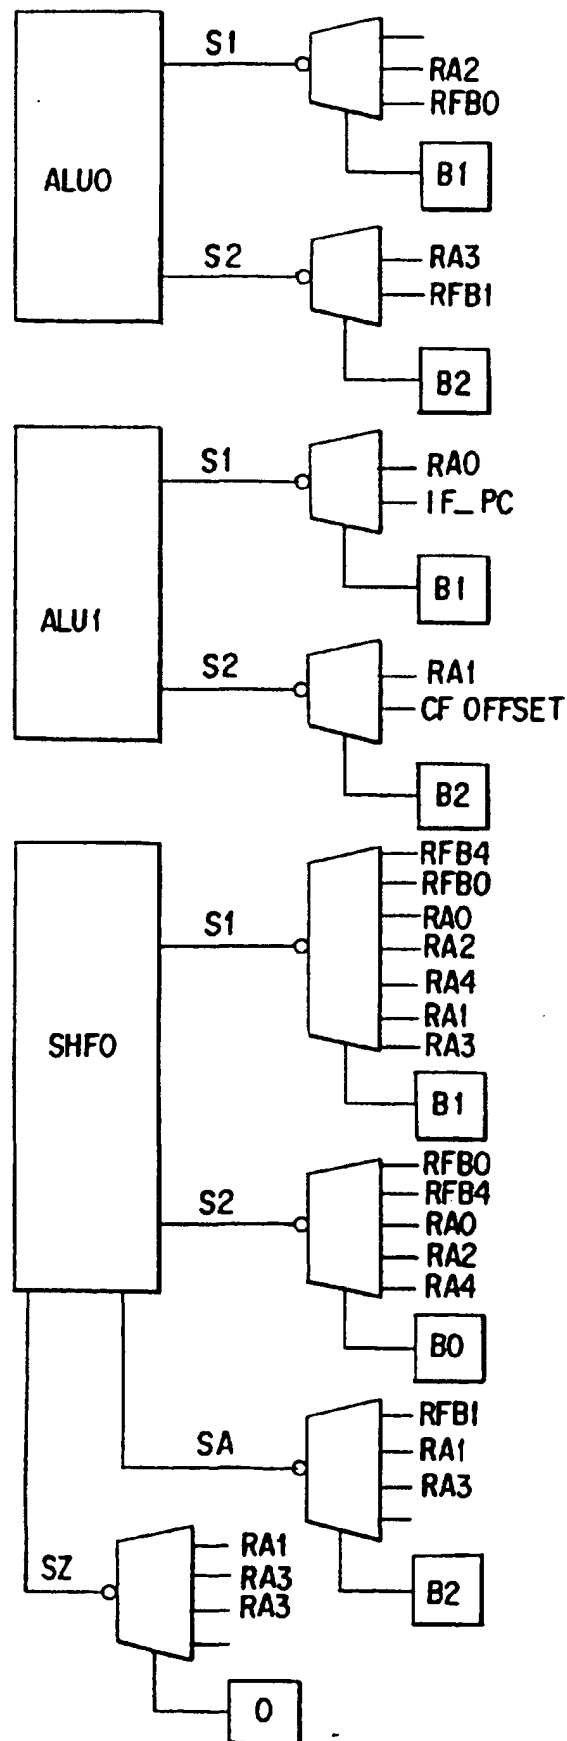 S1
RA2
RFB0
ALU0
B1
S2
RA3
RFB1
B2
S1
RA0
IF_PC
B1
ALU1
S2
RA1
CF OFFSET
B2
RFB4
RFB0
S1
RA0
RA2
RA4
RA1
SHF0
RA3
B1
RFB0
S2
RFB4
RA0
RA2
RA4
B0
RFB1
SA
RA1
RA3
B2
SZ
RA1
RA3
RA3
0